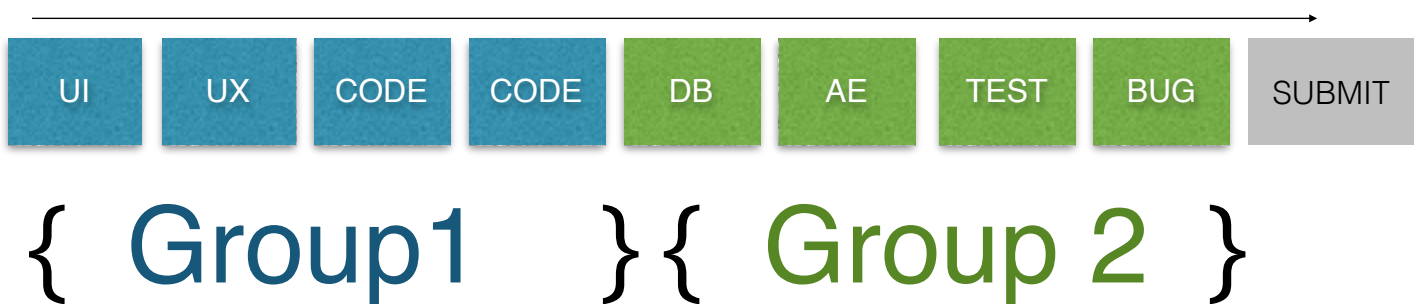 UI UX CODE CODE DB AE TEST BUG SUBMIT
{ Group1 } { Group 2 }